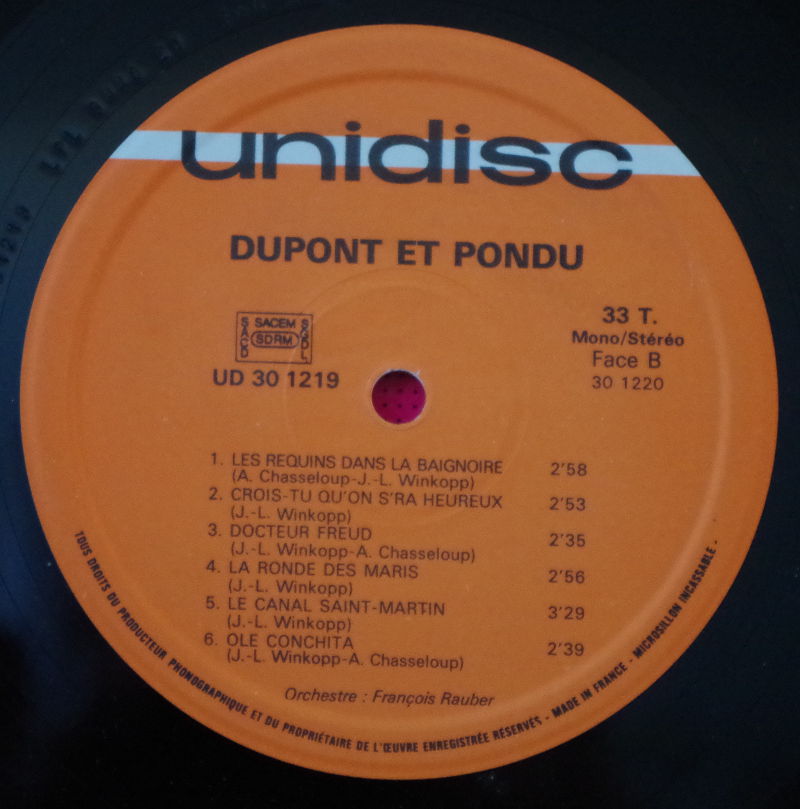 unidisc
DUPONT ET PONDU
SACEM
SACD
SDRM
SGDL
UD 30 1219
33 T.
Mono/Stéréo
Face B
30 1220
1. LES REQUINS DANS LA BAIGNOIRE 2'58
(A. Chasseloup-J.-L. Winkopp)
2. CROIS-TU QU'ON S'RA HEUREUX 2'53
(J.-L. Winkopp)
3. DOCTEUR FREUD 2'35
(J.-L. Winkopp-A. Chasseloup)
4. LA RONDE DES MARIS 2'56
(J.-L. Winkopp)
5. LE CANAL SAINT-MARTIN 3'29
(J.-L. Winkopp)
6. OLE CONCHITA 2'39
(J.-L. Winkopp-A. Chasseloup)
Orchestre : François Rauber
TOUS DROITS DU PRODUCTEUR PHONOGRAPHIQUE ET DU PROPRIÉTAIRE DE L'ŒUVRE ENREGISTRÉE RÉSERVÉS - MADE IN FRANCE - MICROSILLON INCASSABLE -